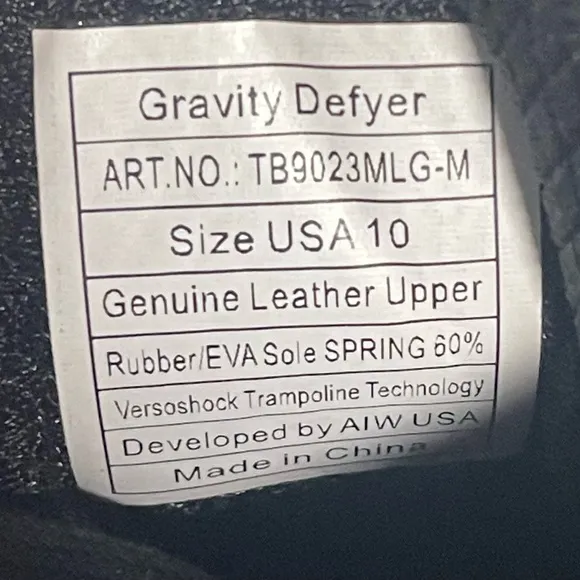 Gravity Defyer
ART.NO.: TB9023MLG-M
Size USA 10
Genuine Leather Upper
Rubber/EVA Sole SPRING 60%
Versoshock Trampoline Technology
Developed by AIW USA
Made in China